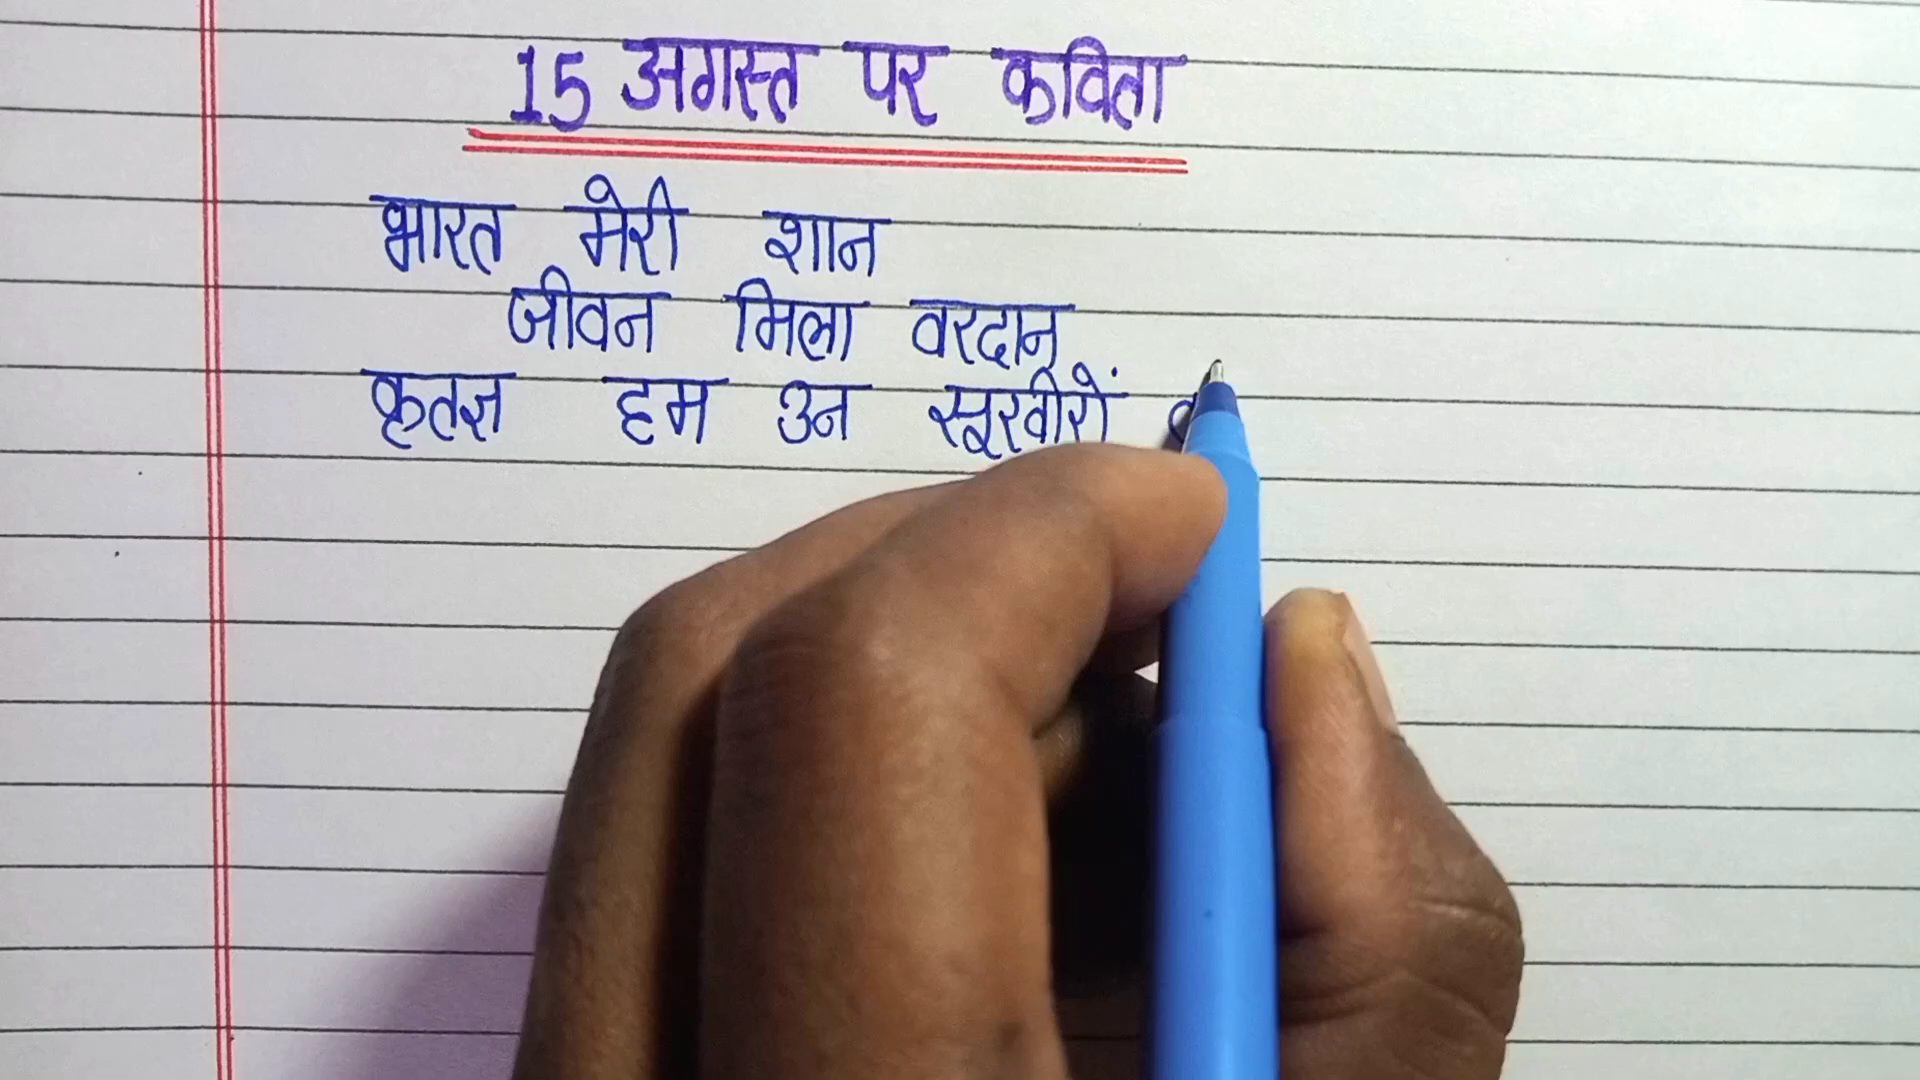 15 अगस्त पर कविता
भारत मेरी शान
जीवन मिला वरदान
कृतज्ञ हम उन सूरवीरों